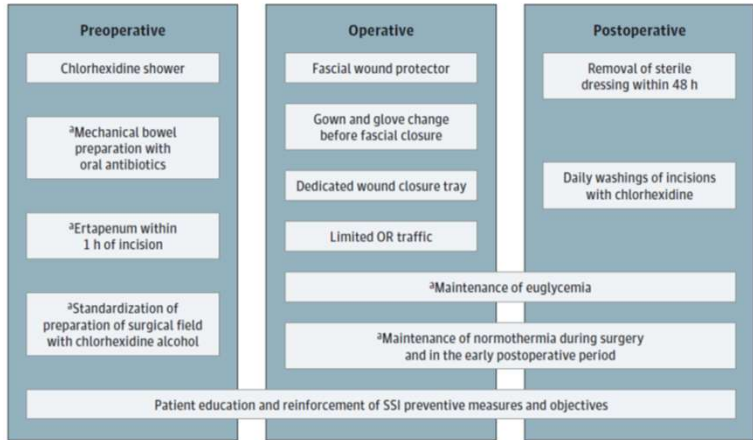 Preoperative
Chlorhexidine shower
aMechanical bowel
preparation with
oral antibiotics
aErtapenum within
1 h of incision
aStandardization of
preparation of surgical field
with chlorhexidine alcohol
Operative
Fascial wound protector
Gown and glove change
before fascial closure
Dedicated wound closure tray
Limited OR traffic
Postoperative
Removal of sterile
dressing within 48 h
Daily washings of incisions
with chlorhexidine
aMaintenance of euglycemia
aMaintenance of normothermia during surgery
and in the early postoperative period
Patient education and reinforcement of SSI preventive measures and objectives